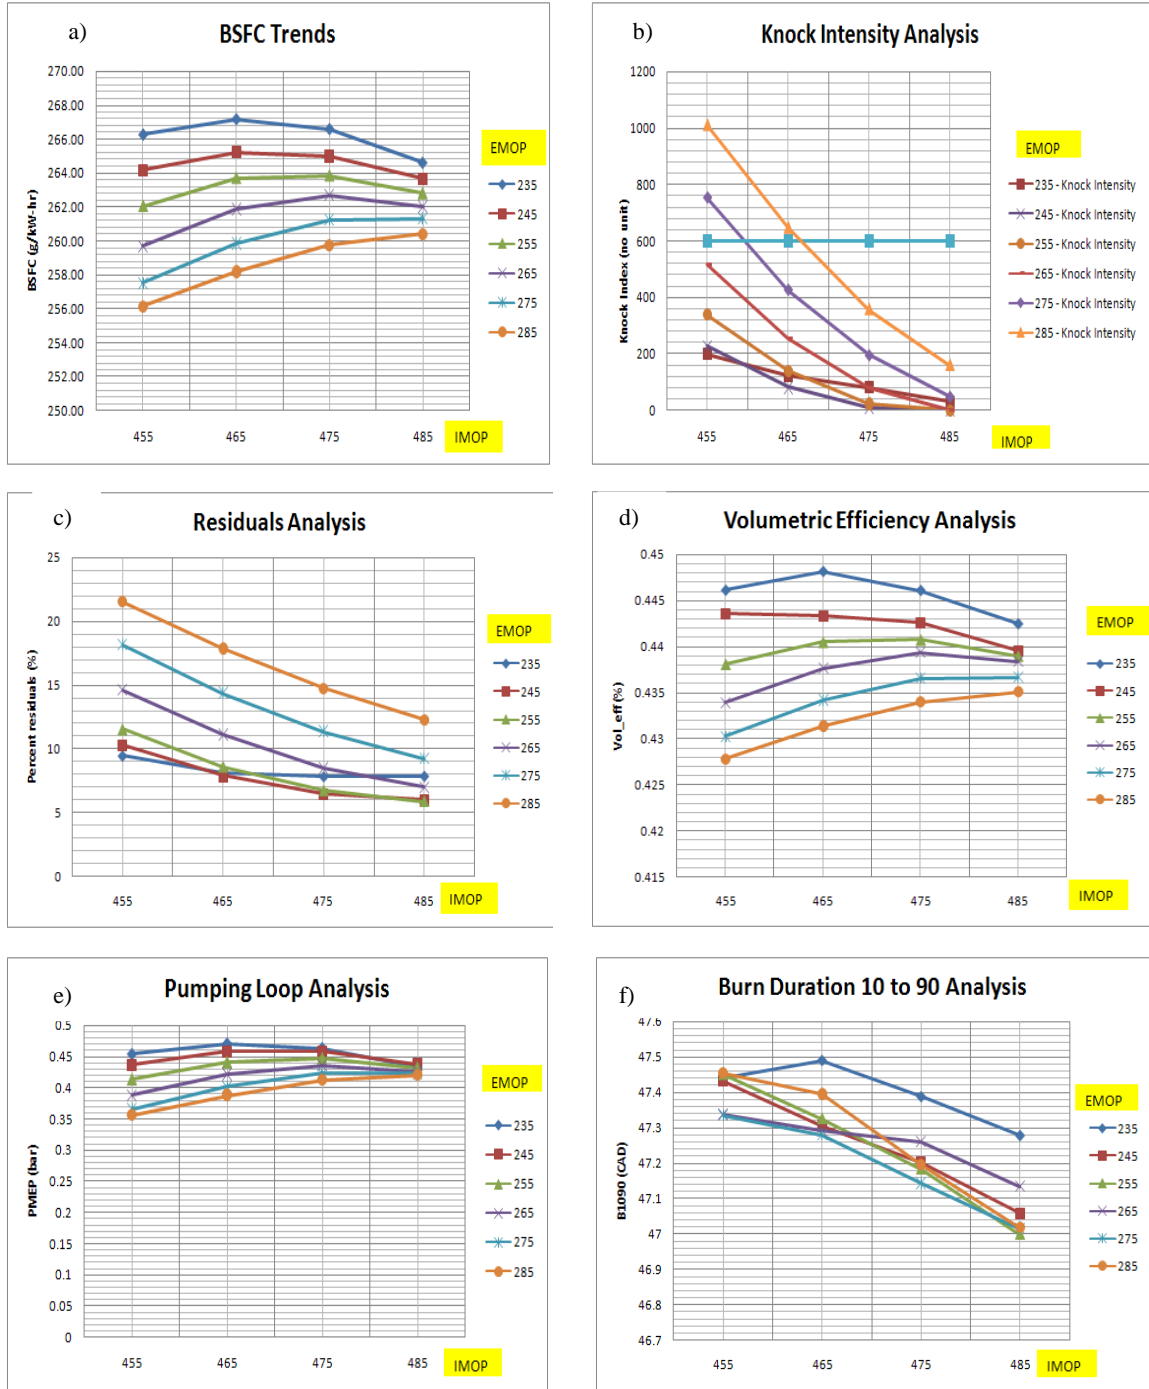 a)
BSFC Trends
BSFC (g/kW-hr)
270.00
268.00
266.00
264.00
262.00
260.00
258.00
256.00
254.00
252.00
250.00
455 465 475 485
IMOP
EMOP
235
245
255
265
275
285
b)
Knock Intensity Analysis
Knock Index (no unit)
1200
1000
800
600
400
200
0
455 465 475 485
IMOP
EMOP
235 - Knock Intensity
245 - Knock Intensity
255 - Knock Intensity
265 - Knock Intensity
275 - Knock Intensity
285 - Knock Intensity
c)
Residuals Analysis
Percent residuals (%)
25
20
15
10
5
0
455 465 475 485
IMOP
EMOP
235
245
255
265
275
285
d)
Volumetric Efficiency Analysis
Vol_eff (%)
0.45
0.445
0.44
0.435
0.43
0.425
0.42
0.415
455 465 475 485
IMOP
EMOP
235
245
255
265
275
285
e)
Pumping Loop Analysis
PMEP (bar)
0.5
0.45
0.4
0.35
0.3
0.25
0.2
0.15
0.1
0.05
0
455 465 475 485
IMOP
EMOP
235
245
255
265
275
285
f)
Burn Duration 10 to 90 Analysis
B1090 (CAD)
47.6
47.5
47.4
47.3
47.2
47.1
47
46.9
46.8
46.7
455 465 475 485
IMOP
EMOP
235
245
255
265
275
285